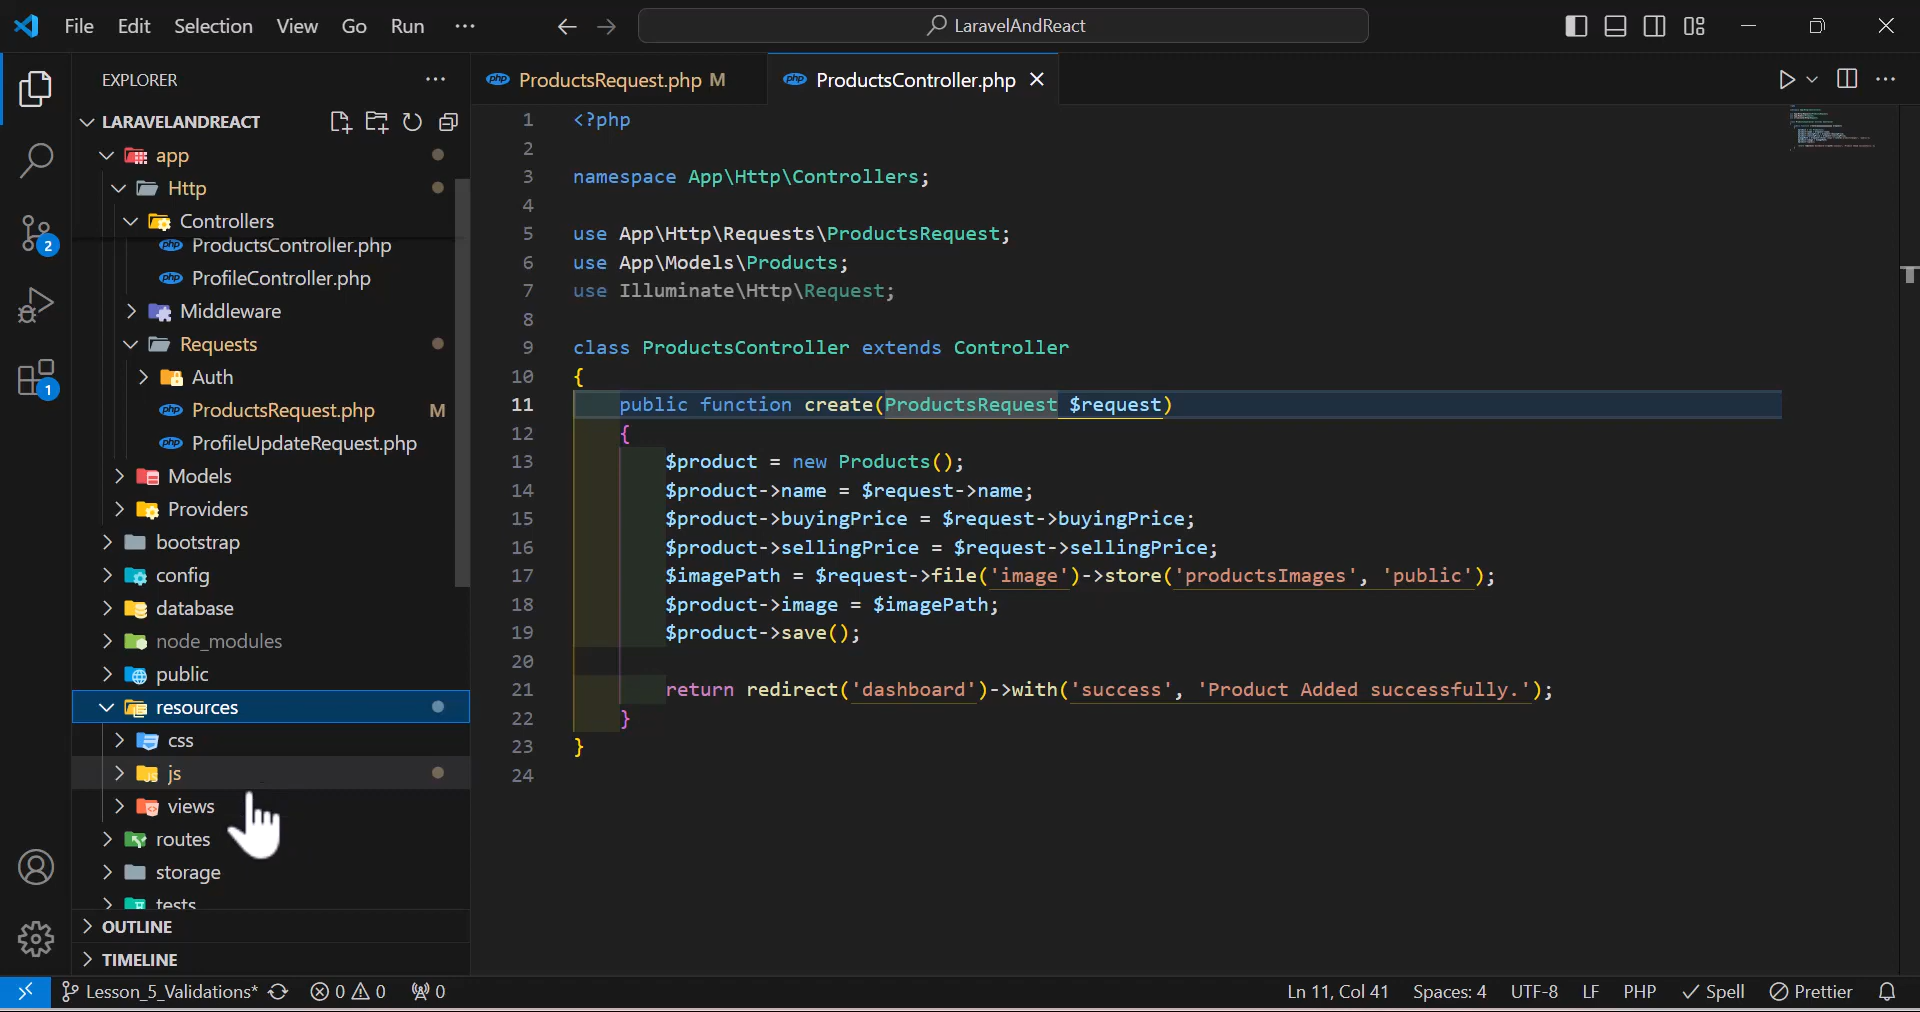 File Edit Selection View Go Run ···
LaravelAndReact
EXPLORER
LARAVELANDREACT
app
Http
Controllers
ProductsController.php
ProfileController.php
Middleware
Requests
Auth
ProductsRequest.php M
ProfileUpdateRequest.php
Models
Providers
bootstrap
config
database
node_modules
public
resources
css
js
views
routes
storage
tests
OUTLINE
TIMELINE
2
1
ProductsRequest.php M
ProductsController.php
1 <?php
2
3 namespace App\Http\Controllers;
4
5 use App\Http\Requests\ProductsRequest;
6 use App\Models\Products;
7 use Illuminate\Http\Request;
8
9 class ProductsController extends Controller
10 {
11 public function create(ProductsRequest $request)
12 {
13 $product = new Products();
14 $product->name = $request->name;
15 $product->buyingPrice = $request->buyingPrice;
16 $product->sellingPrice = $request->sellingPrice;
17 $imagePath = $request->file('image')->store('productsImages', 'public');
18 $product->image = $imagePath;
19 $product->save();
20
21 return redirect('dashboard')->with('success', 'Product Added successfully.');
22 }
23 }
24
Lesson_5_Validations* 0 0 0 Ln 11, Col 41 Spaces: 4 UTF-8 LF PHP Spell Prettier